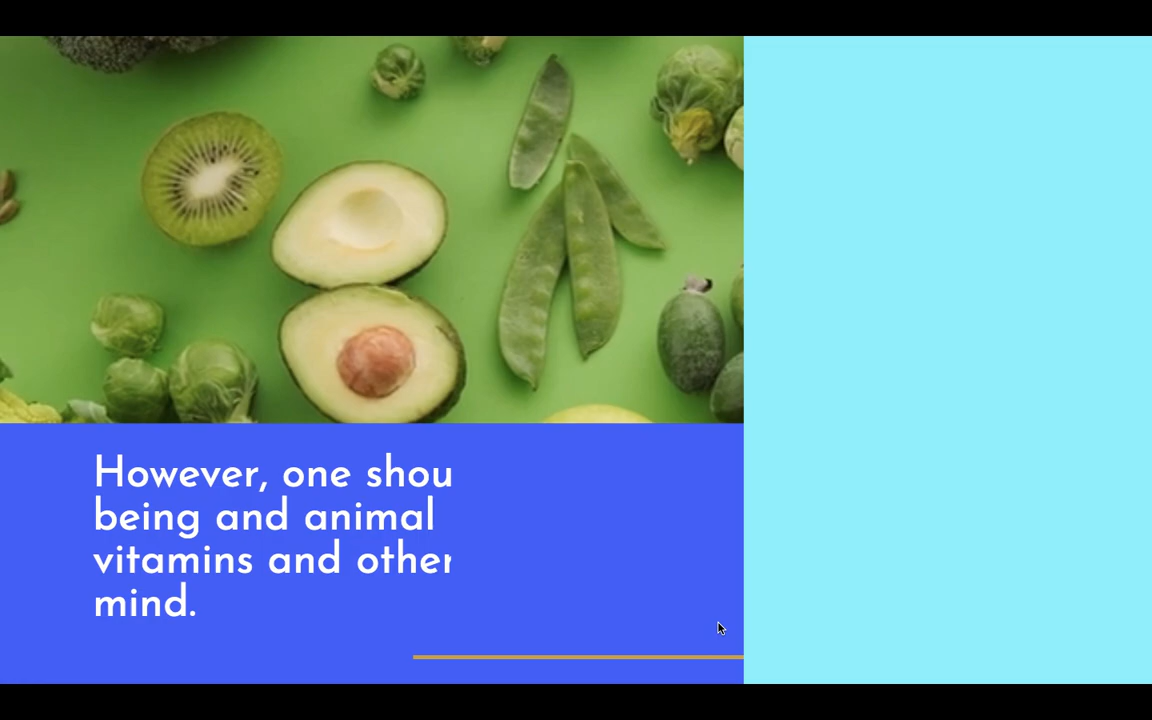 However, one shou
being and animal
vitamins and other
mind.